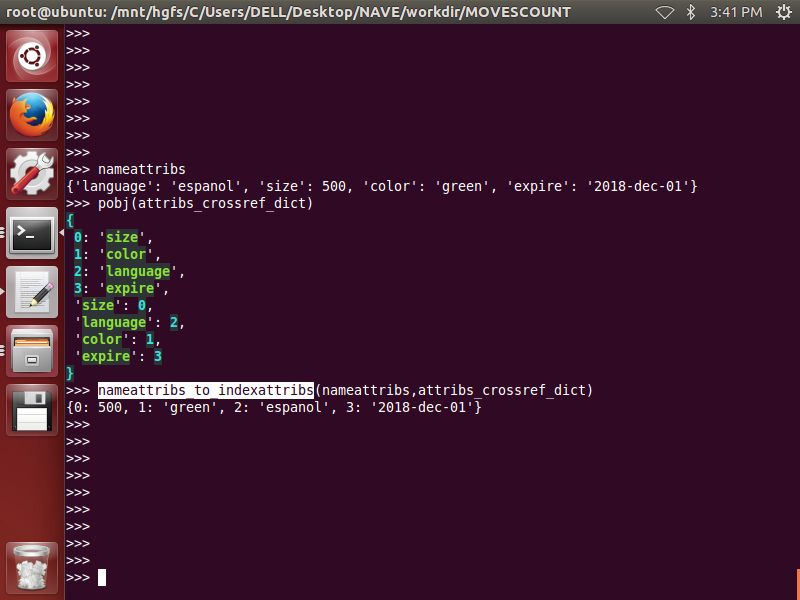 root@ubuntu: /mnt/hgfs/C/Users/DELL/Desktop/NAVE/workdir/MOVESCOUNT 3:41 PM
>>>
>>>
>>>
>>>
>>>
>>>
>>>
>>>
>>> nameattribs
{'language': 'espanol', 'size': 500, 'color': 'green', 'expire': '2018-dec-01'}
>>> pobj(attribs_crossref_dict)
{
 0: 'size',
 1: 'color',
 2: 'language',
 3: 'expire',
 'size': 0,
 'language': 2,
 'color': 1,
 'expire': 3
}
>>> nameattribs_to_indexattribs(nameattribs,attribs_crossref_dict)
{0: 500, 1: 'green', 2: 'espanol', 3: '2018-dec-01'}
>>>
>>>
>>>
>>>
>>>
>>>
>>>
>>>
>>>
>>>